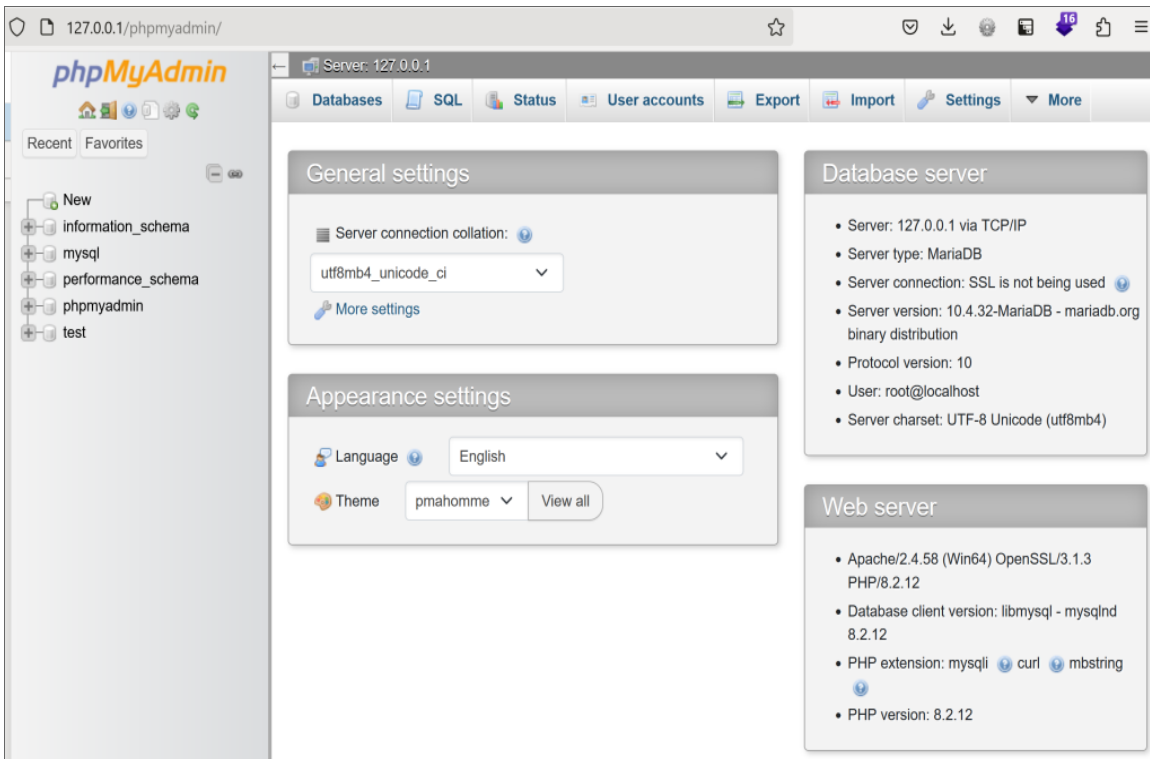 127.0.0.1/phpmyadmin/
16
phpMyAdmin
Recent Favorites
New
information_schema
mysql
performance_schema
phpmyadmin
test
Server: 127.0.0.1
Databases SQL Status User accounts Export Import Settings More
General settings
Server connection collation:
utf8mb4_unicode_ci
More settings
Appearance settings
Language English
Theme pmahomme View all
Database server
Server: 127.0.0.1 via TCP/IP
Server type: MariaDB
Server connection: SSL is not being used
Server version: 10.4.32-MariaDB - mariadb.org
binary distribution
Protocol version: 10
User: root@localhost
Server charset: UTF-8 Unicode (utf8mb4)
Web server
Apache/2.4.58 (Win64) OpenSSL/3.1.3
PHP/8.2.12
Database client version: libmysql - mysqlnd
8.2.12
PHP extension: mysqli curl mbstring
PHP version: 8.2.12